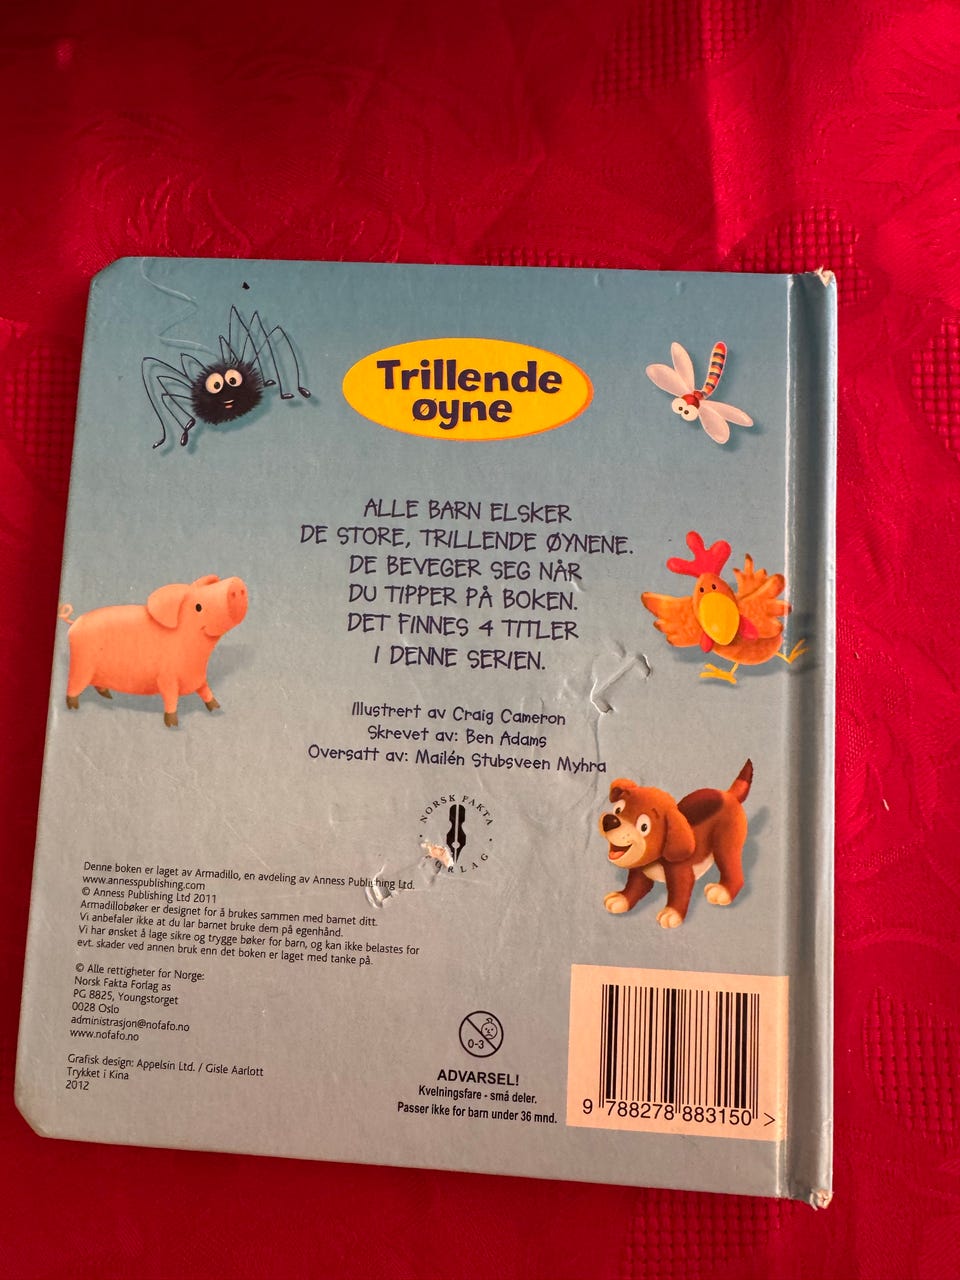 Trillende
øyne
ALLE BARN ELSKER
DE STORE, TRILLENDE ØYNENE.
DE BEVEGER SEG NÅR
DU TIPPER PÅ BOKEN.
DET FINNES 4 TITLER
I DENNE SERIEN.
Illustrert av Craig Cameron
Skrevet av: Ben Adams
Oversatt av: Mailén Stubsveen Myhra
NORSK FAKTA
FORLAG
Denne boken er laget av Armadillo, en avdeling av Anness Publishing Ltd.
www.annesspublishing.com
© Anness Publishing Ltd 2011
Armadillobøker er designet for å brukes sammen med barnet ditt.
Vi anbefaler ikke at du lar barnet bruke dem på egenhånd.
Vi har ønsket å lage sikre og trygge bøker for barn, og kan ikke belastes for
evt. skader ved annen bruk enn det boken er laget med tanke på.
© Alle rettigheter for Norge:
Norsk Fakta Forlag as
PG 8825, Youngstorget
0028 Oslo
administrasjon@nofafo.no
www.nofafo.no
Grafisk design: Appelsin Ltd. / Gisle Aarlott
Trykket i Kina
2012
0-3
ADVARSEL!
Kvelningsfare - små deler.
Passer ikke for barn under 36 mnd.
9 788278 883150 >